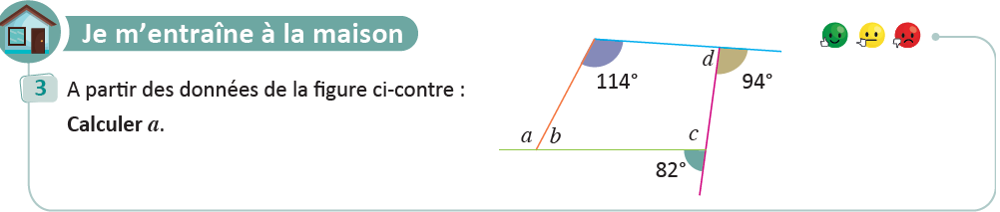 Je m'entraîne à la maison
3 A partir des données de la figure ci-contre :
Calculer a.
114°
d
94°
a
b
c
82°